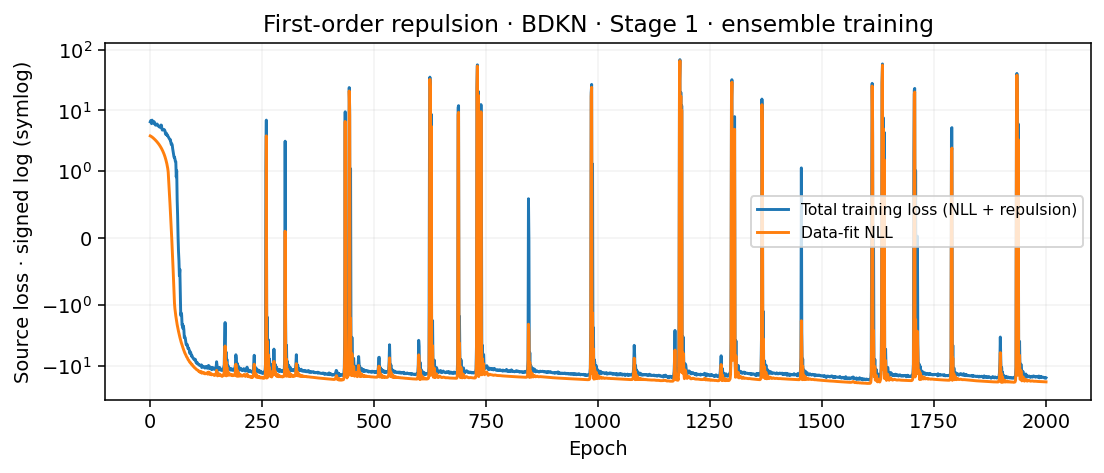 First-order repulsion · BDKN · Stage 1 · ensemble training
Source loss · signed log (symlog)
10²
10¹
10⁰
0
−10⁰
−10¹
Total training loss (NLL + repulsion)
Data-fit NLL
0 250 500 750 1000 1250 1500 1750 2000
Epoch